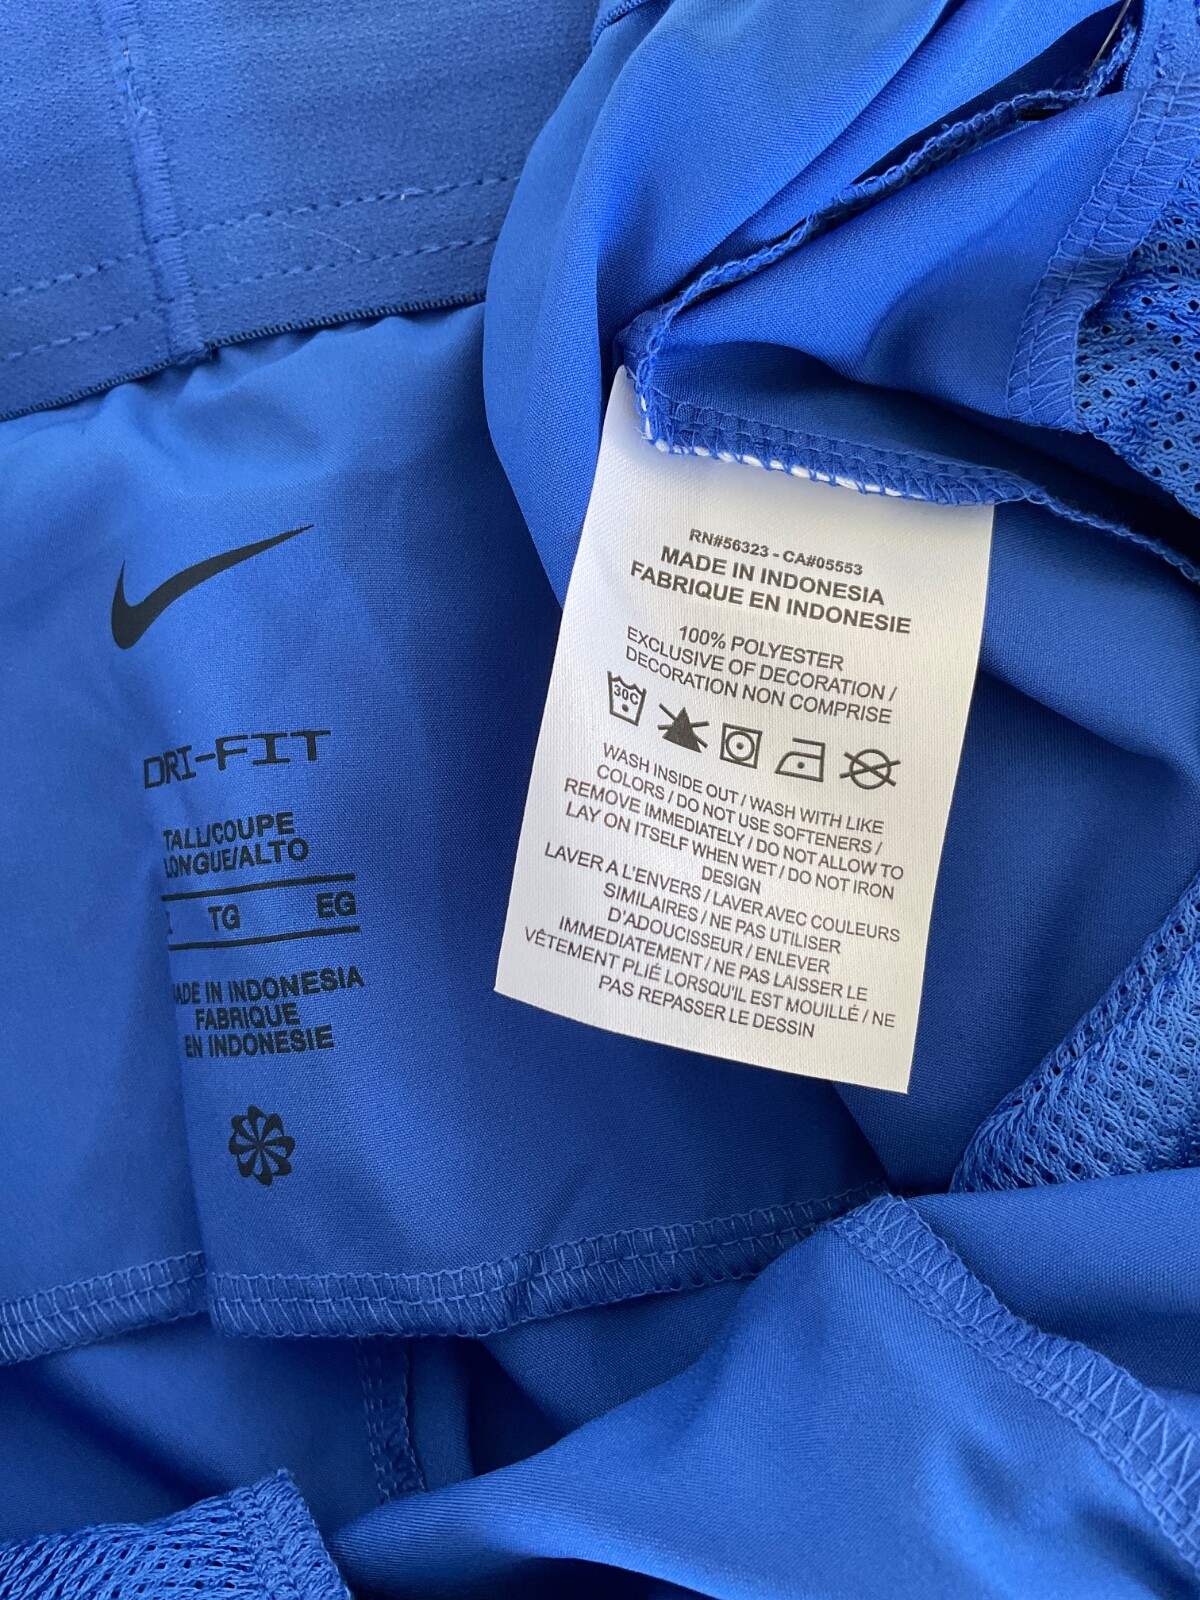 DRI-FIT
TALL/COUPE
LONGUE/ALTO
TG EG
MADE IN INDONESIA
FABRIQUE
EN INDONESIE
RN#56323 - CA#05553
MADE IN INDONESIA
FABRIQUE EN INDONESIE
100% POLYESTER
EXCLUSIVE OF DECORATION /
DECORATION NON COMPRISE
30C
WASH INSIDE OUT / WASH WITH LIKE
COLORS / DO NOT USE SOFTENERS /
REMOVE IMMEDIATELY / DO NOT ALLOW TO
LAY ON ITSELF WHEN WET / DO NOT IRON
DESIGN
LAVER A L'ENVERS / LAVER AVEC COULEURS
SIMILAIRES / NE PAS UTILISER
D'ADOUCISSEUR / ENLEVER
IMMEDIATEMENT / NE PAS LAISSER LE
VÊTEMENT PLIÉ LORSQU'IL EST MOUILLÉ / NE
PAS REPASSER LE DESSIN